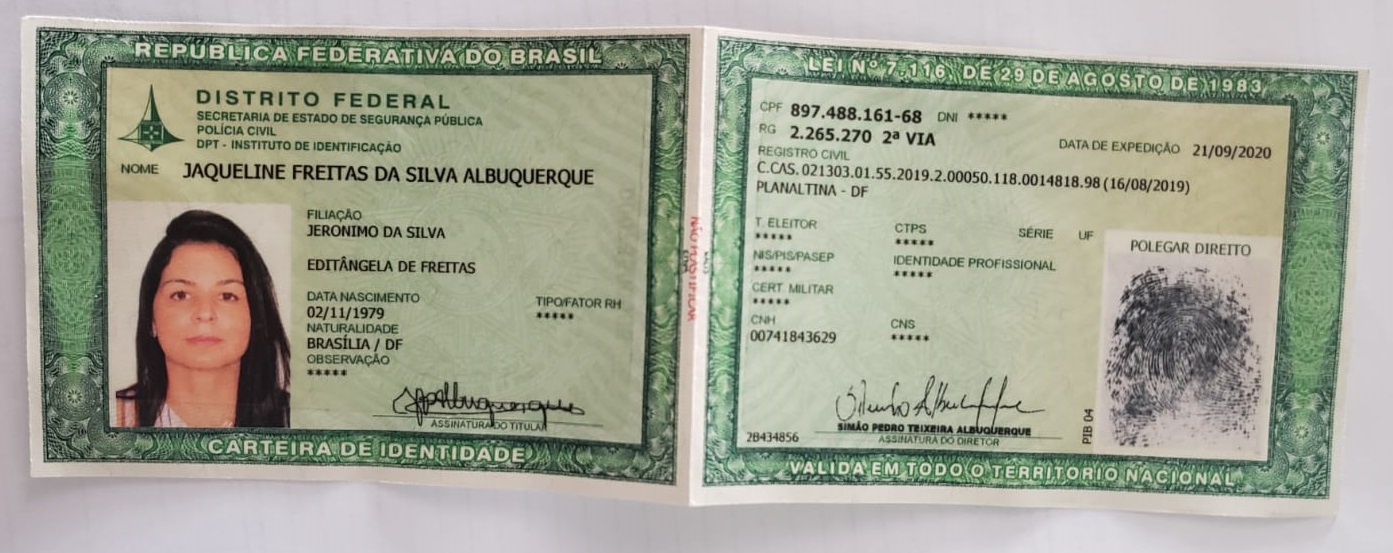 REPÚBLICA FEDERATIVA DO BRASIL
DISTRITO FEDERAL
SECRETARIA DE ESTADO DE SEGURANÇA PÚBLICA
POLÍCIA CIVIL
DPT - INSTITUTO DE IDENTIFICAÇÃO
NOME JAQUELINE FREITAS DA SILVA ALBUQUERQUE
FILIAÇÃO
JERONIMO DA SILVA
EDITÂNGELA DE FREITAS
DATA NASCIMENTO TIPO/FATOR RH
02/11/1979 *****
NATURALIDADE
BRASÍLIA / DF
OBSERVAÇÃO
*****
ASSINATURA DO TITULAR
CARTEIRA DE IDENTIDADE
NÃO PLASTIFICAR
LEI Nº 7.116, DE 29 DE AGOSTO DE 1983
CPF 897.488.161-68 DNI *****
RG 2.265.270 2ª VIA DATA DE EXPEDIÇÃO 21/09/2020
REGISTRO CIVIL
C.CAS.021303.01.55.2019.2.00050.118.0014818.98 (16/08/2019)
PLANALTINA - DF
T. ELEITOR CTPS SÉRIE UF
***** *****
NIS/PIS/PASEP IDENTIDADE PROFISSIONAL
***** *****
CERT. MILITAR
*****
CNH CNS
00741843629 *****
POLEGAR DIREITO
PIB 04
SIMÃO PEDRO TEIXEIRA ALBUQUERQUE
2B434856 ASSINATURA DO DIRETOR
VALIDA EM TODO O TERRITORIO NACIONAL